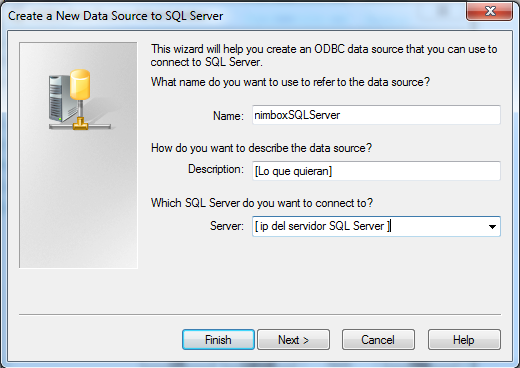 Create a New Data Source to SQL Server
This wizard will help you create an ODBC data source that you can use to
connect to SQL Server.
What name do you want to use to refer to the data source?
Name: nimboxSQLServer
How do you want to describe the data source?
Description: [Lo que quieran]
Which SQL Server do you want to connect to?
Server: [ ip del servidor SQL Server ]
Finish Next > Cancel Help